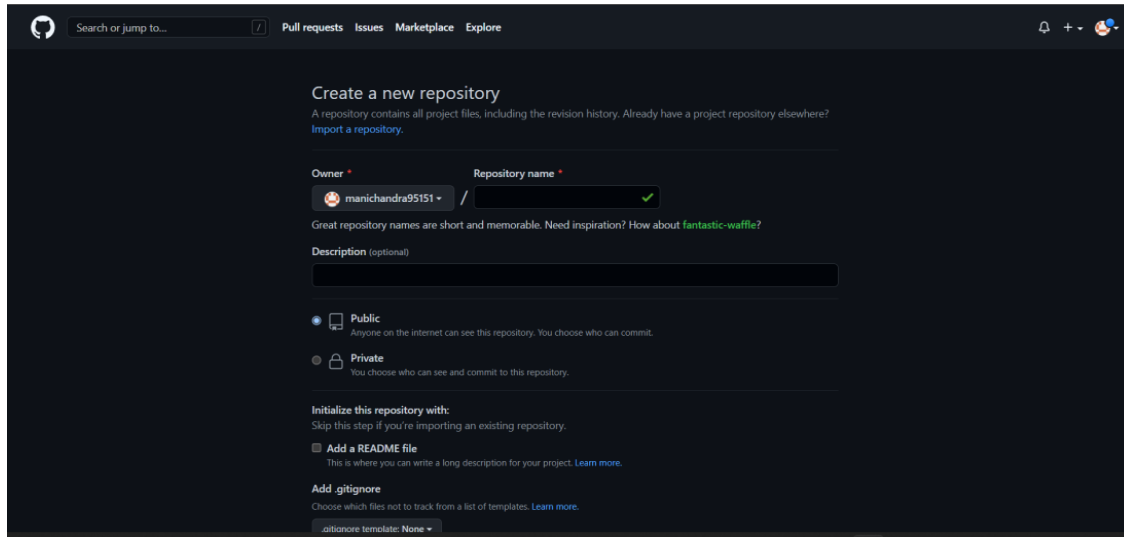 Search or jump to... /
Pull requests Issues Marketplace Explore
Create a new repository
A repository contains all project files, including the revision history. Already have a project repository elsewhere?
Import a repository.
Owner * Repository name *
manichandra95151 /
Great repository names are short and memorable. Need inspiration? How about fantastic-waffle?
Description (optional)
Public
Anyone on the internet can see this repository. You choose who can commit.
Private
You choose who can see and commit to this repository.
Initialize this repository with:
Skip this step if you're importing an existing repository.
Add a README file
This is where you can write a long description for your project. Learn more.
Add .gitignore
Choose which files not to track from a list of templates. Learn more.
.gitignore template: None